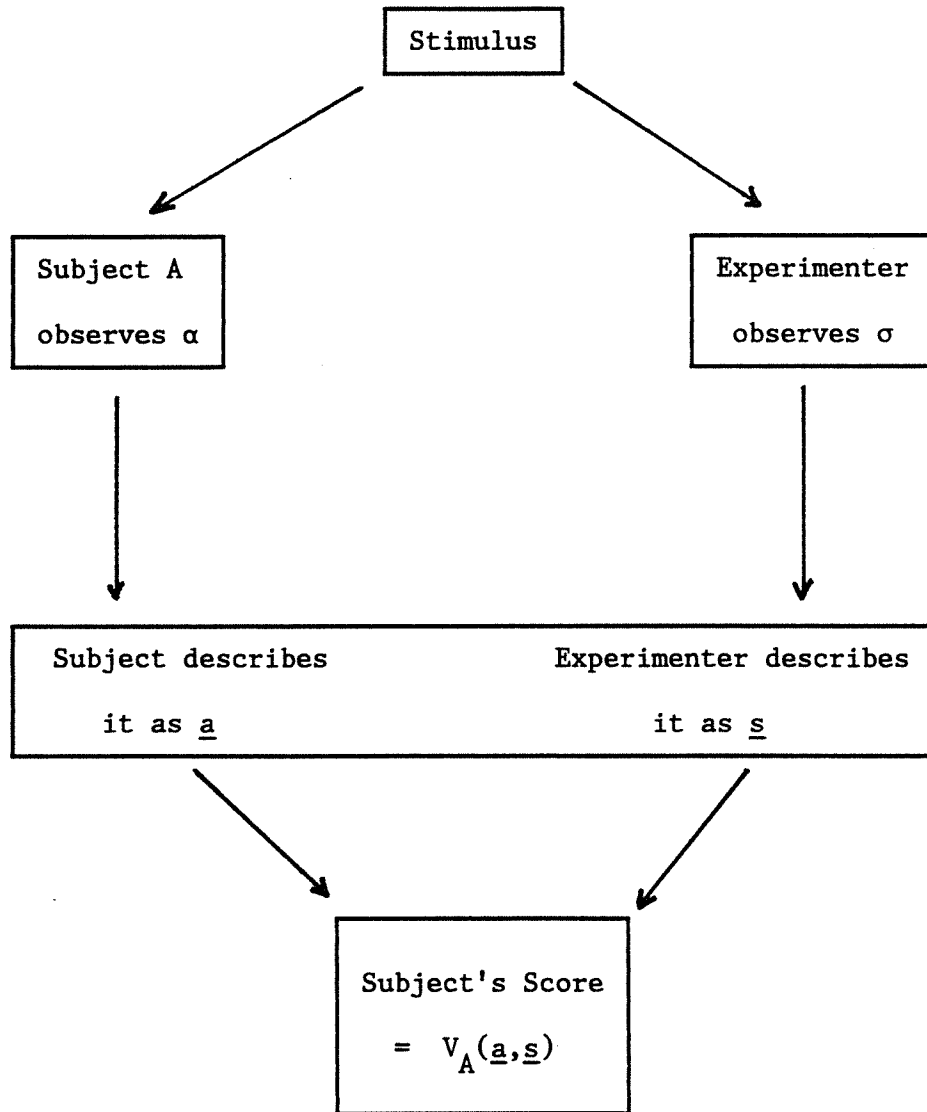 Stimulus
Subject A
observes α
Experimenter
observes σ
Subject describes
it as a
Experimenter describes
it as s
Subject's Score
= V_A(a,s)